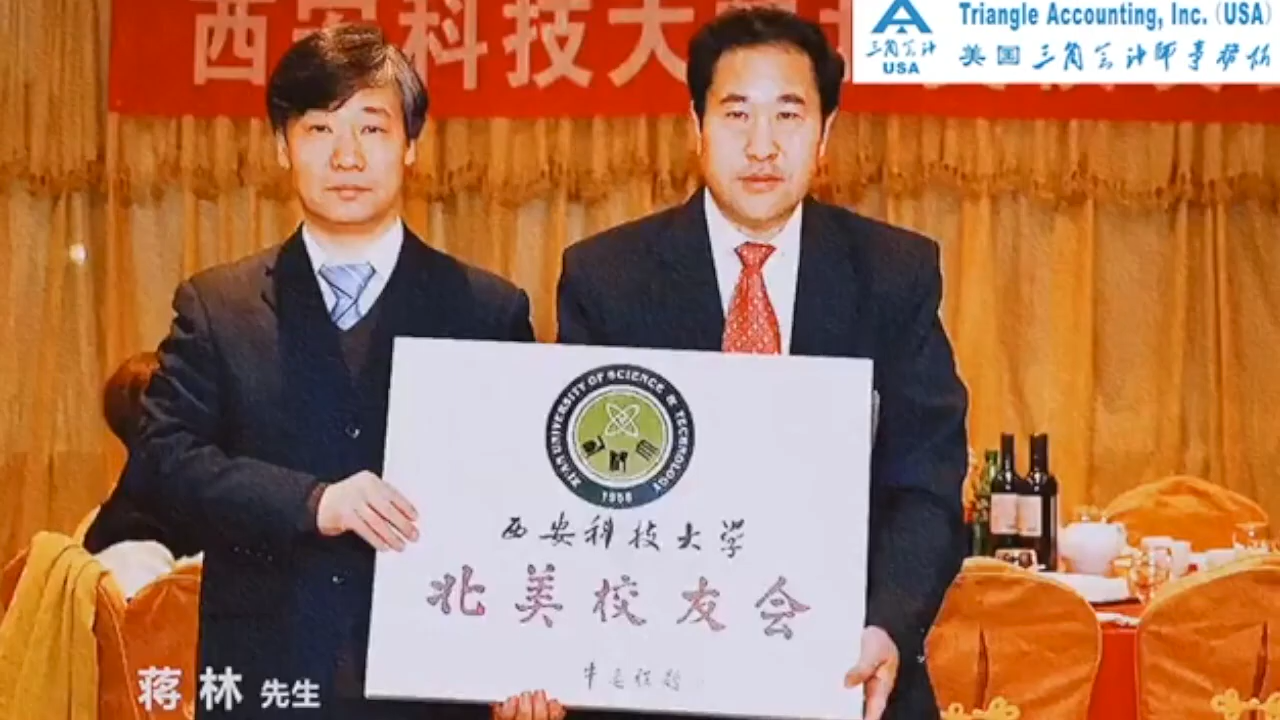 西安科技大
Triangle Accounting, Inc. (USA)
三角会计
USA
美国三角会计师事務所
XI'AN UNIVERSITY OF SCIENCE & TECHNOLOGY
1958
西安科技大学
北美校友会
蒋林 先生